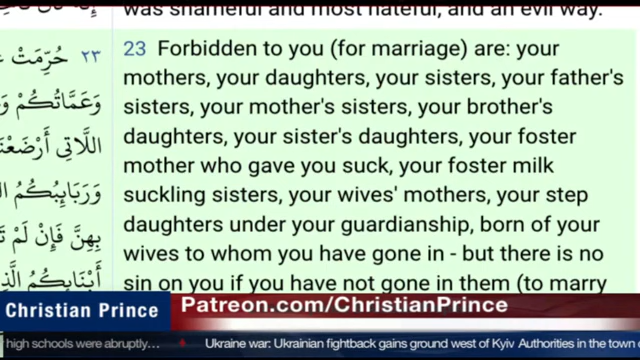 was shameful and most hateful, and an evil way.
٢٣ حُرِّمَتْ
23 Forbidden to you (for marriage) are: your
mothers, your daughters, your sisters, your father's
وَعَمَّاتُكُمْ
sisters, your mother's sisters, your brother's
daughters, your sister's daughters, your foster
اللَّاتِي أَرْضَعْنَ
mother who gave you suck, your foster milk
suckling sisters, your wives' mothers, your step
وَرَبَائِبُكُمُ
daughters under your guardianship, born of your
بِهِنَّ فَإِنْ لَمْ
wives to whom you have gone in - but there is no
أَبْنَائِكُمُ
sin on you if you have not gone in them (to marry
Christian Prince
Patreon.com/ChristianPrince
high schools were abruptly… Ukraine war: Ukrainian fightback gains ground west of Kyiv Authorities in the town